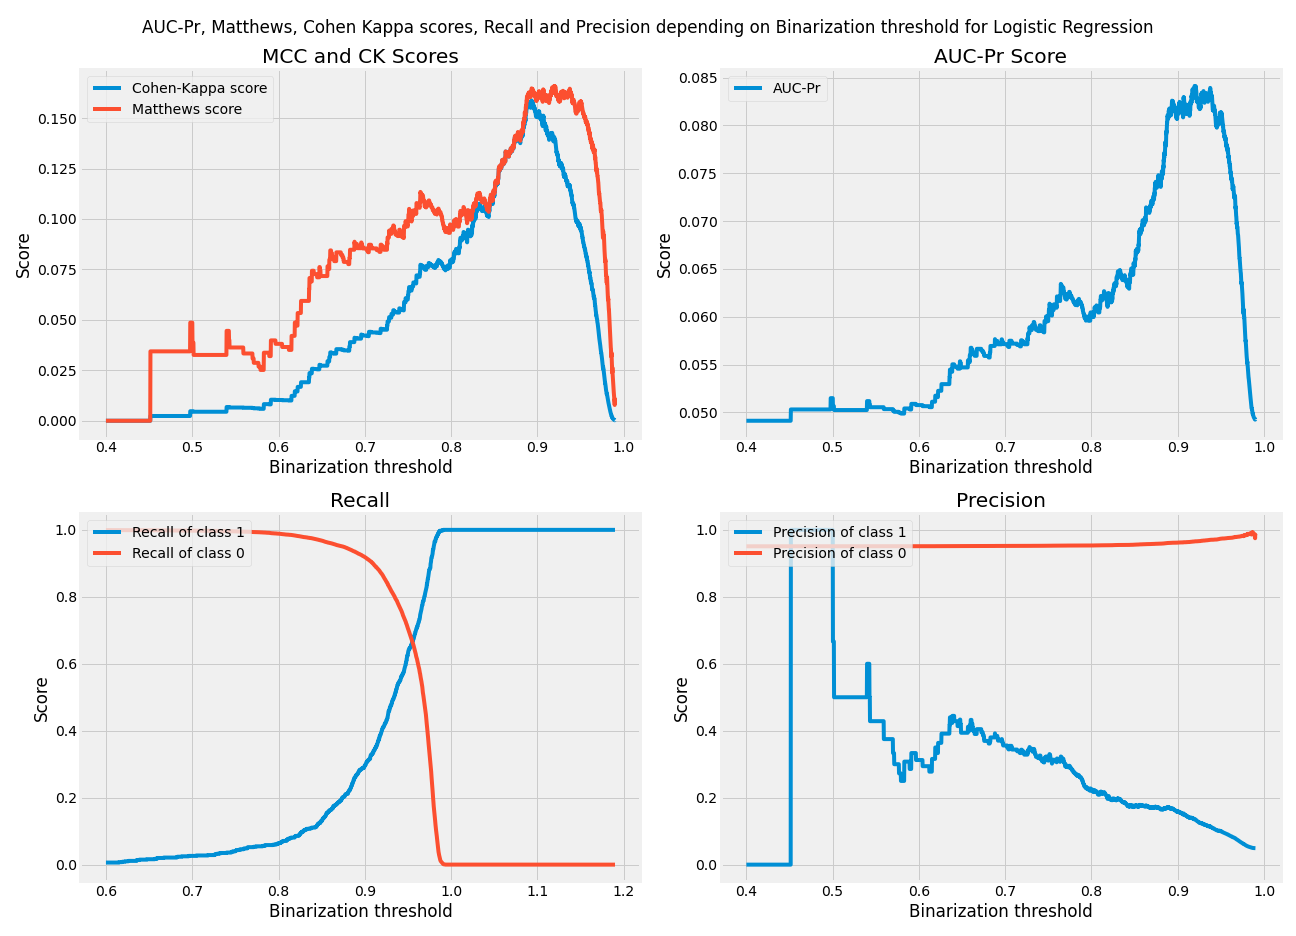 AUC-Pr, Matthews, Cohen Kappa scores, Recall and Precision depending on Binarization threshold for Logistic Regression
MCC and CK Scores
Cohen-Kappa score
Matthews score
0.150
0.125
0.100
0.075
0.050
0.025
0.000
Score
0.4 0.5 0.6 0.7 0.8 0.9 1.0
Binarization threshold
AUC-Pr Score
AUC-Pr
0.085
0.080
0.075
0.070
0.065
0.060
0.055
0.050
Score
0.4 0.5 0.6 0.7 0.8 0.9 1.0
Binarization threshold
Recall
Recall of class 1
Recall of class 0
1.0
0.8
0.6
0.4
0.2
0.0
Score
0.6 0.7 0.8 0.9 1.0 1.1 1.2
Binarization threshold
Precision
Precision of class 1
Precision of class 0
1.0
0.8
0.6
0.4
0.2
0.0
Score
0.4 0.5 0.6 0.7 0.8 0.9 1.0
Binarization threshold